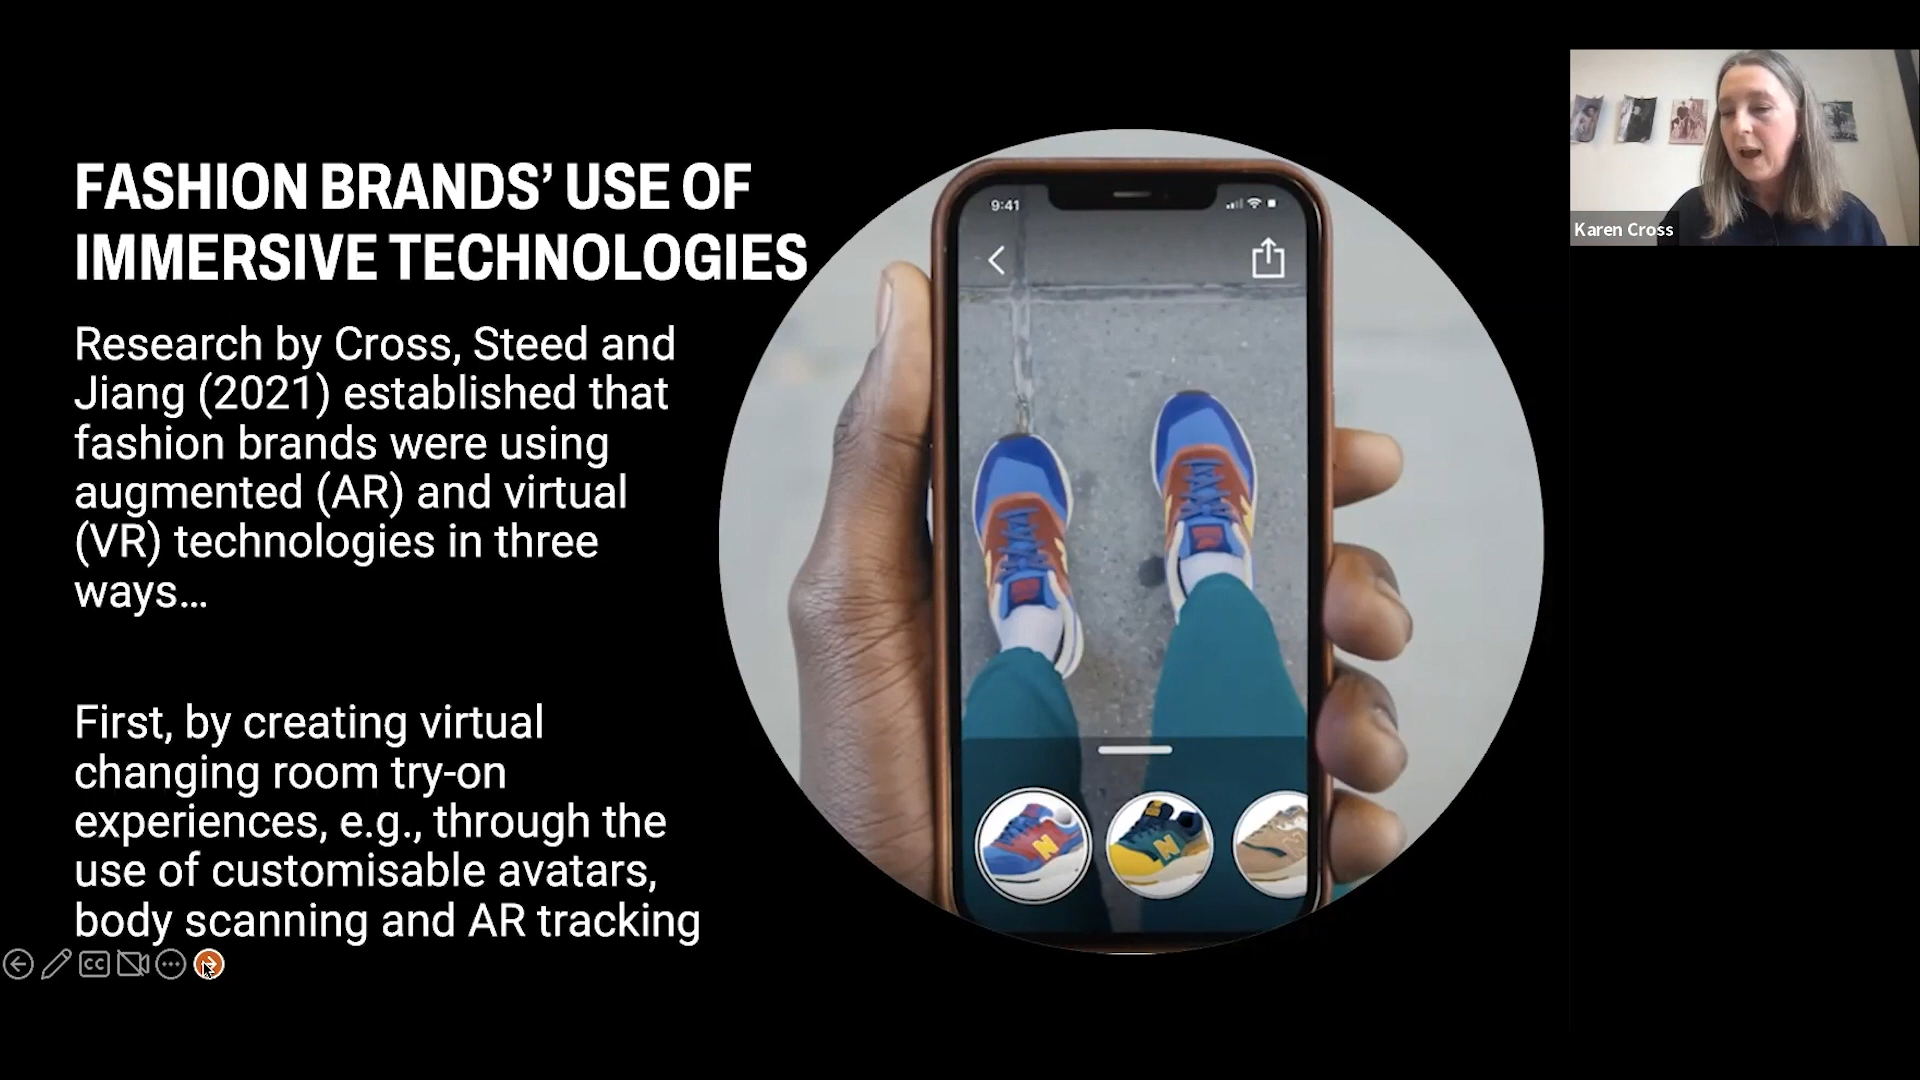 FASHION BRANDS’ USE OF
IMMERSIVE TECHNOLOGIES
Research by Cross, Steed and
Jiang (2021) established that
fashion brands were using
augmented (AR) and virtual
(VR) technologies in three
ways…
First, by creating virtual
changing room try-on
experiences, e.g., through the
use of customisable avatars,
body scanning and AR tracking
9:41
N
N
CC
Karen Cross